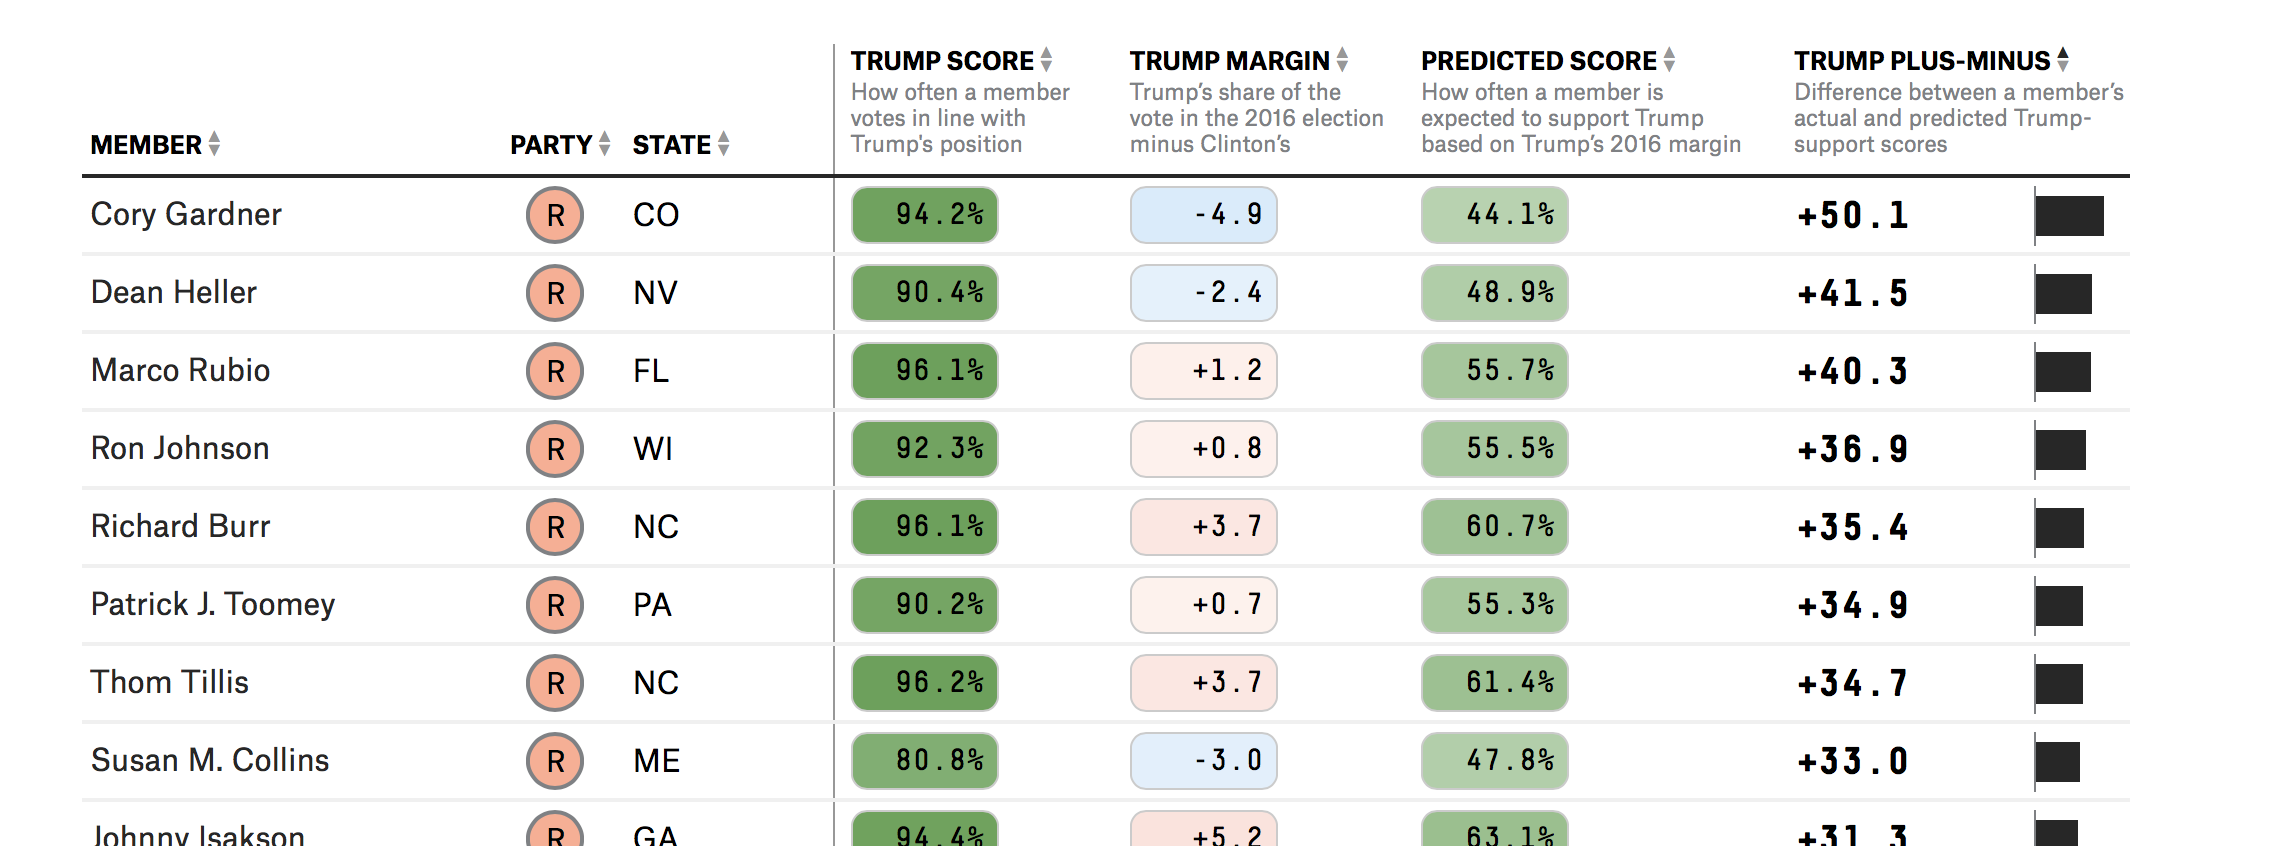 TRUMP SCORE TRUMP MARGIN PREDICTED SCORE TRUMP PLUS-MINUS
How often a member Trump’s share of the How often a member is Difference between a member’s
votes in line with vote in the 2016 election expected to support Trump actual and predicted Trump-
MEMBER PARTY STATE Trump's position minus Clinton’s based on Trump’s 2016 margin support scores
Cory Gardner R CO 94.2% -4.9 44.1% +50.1
Dean Heller R NV 90.4% -2.4 48.9% +41.5
Marco Rubio R FL 96.1% +1.2 55.7% +40.3
Ron Johnson R WI 92.3% +0.8 55.5% +36.9
Richard Burr R NC 96.1% +3.7 60.7% +35.4
Patrick J. Toomey R PA 90.2% +0.7 55.3% +34.9
Thom Tillis R NC 96.2% +3.7 61.4% +34.7
Susan M. Collins R ME 80.8% -3.0 47.8% +33.0
Johnny Isakson R GA 94.4% +5.2 63.1% +31.3